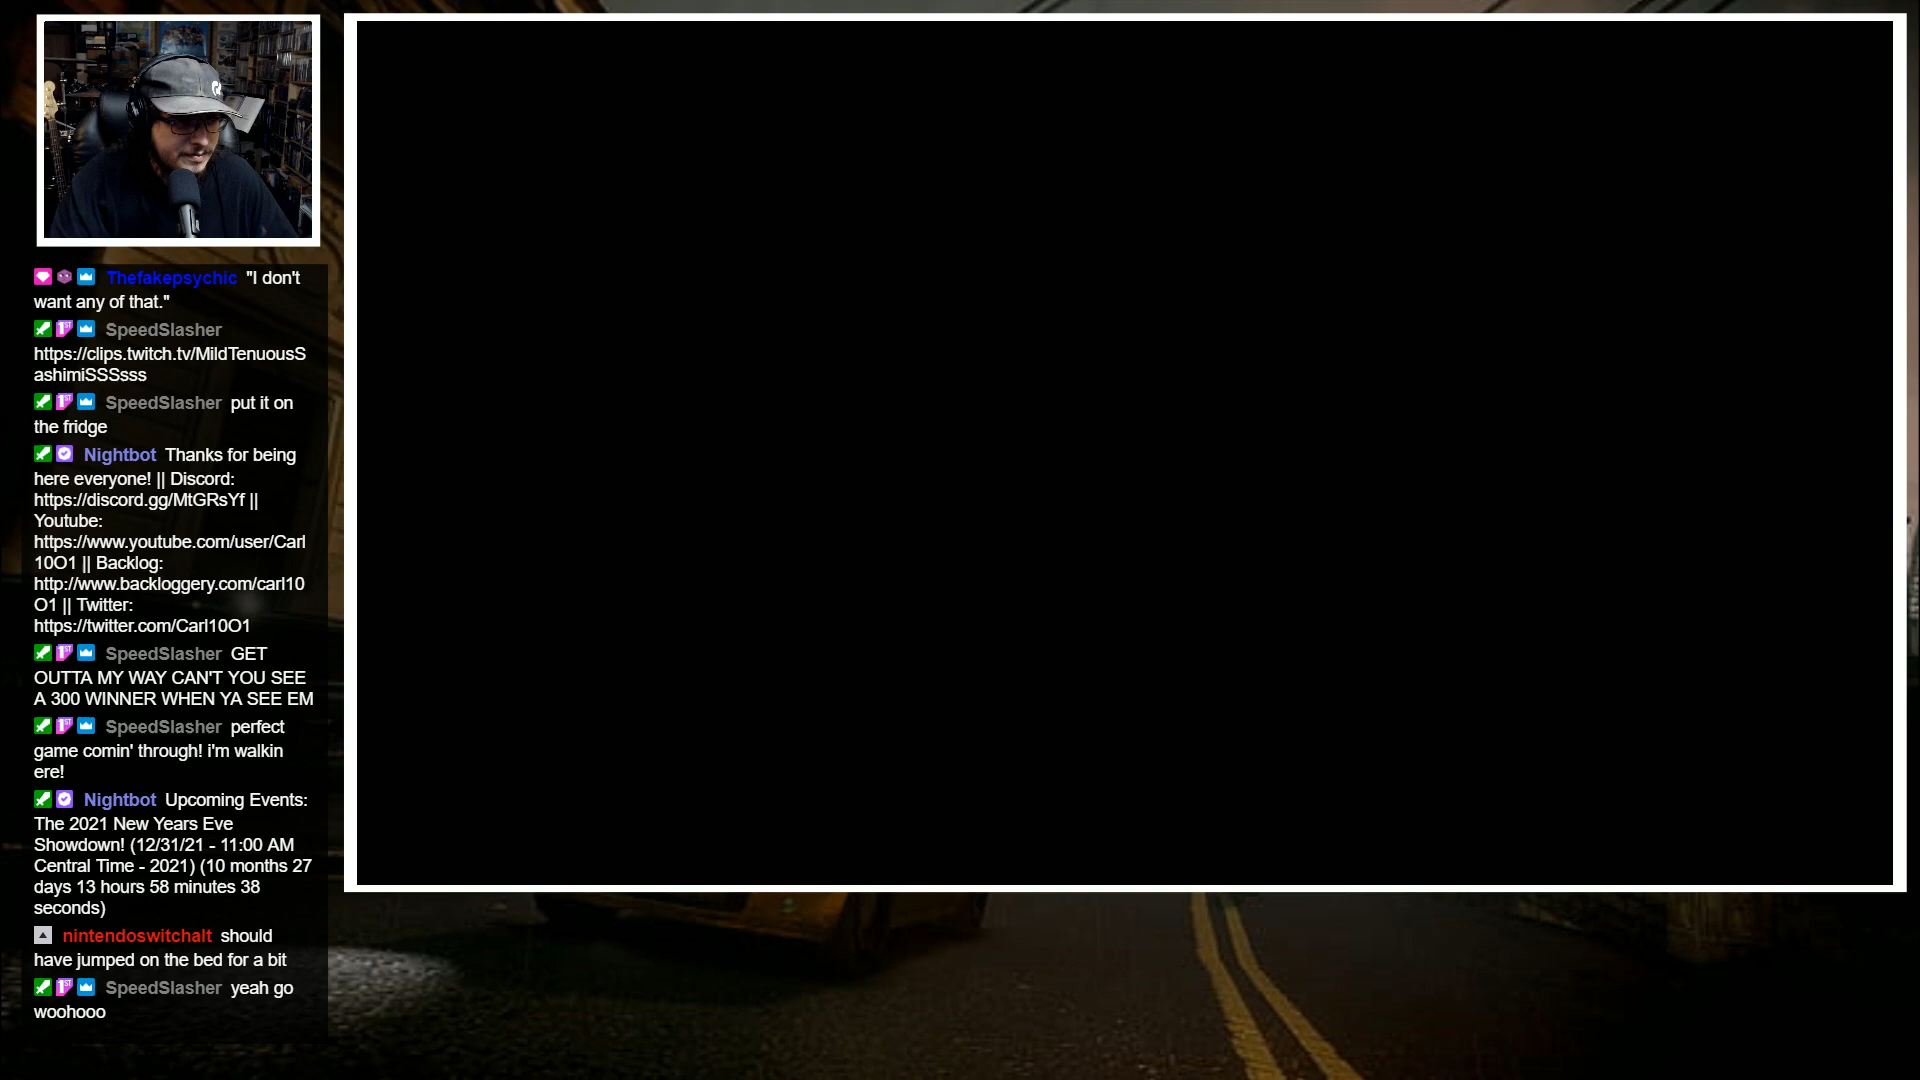 Thefakepsychic "I don't
want any of that."
SpeedSlasher
https://clips.twitch.tv/MildTenuousS
ashimiSSSsss
SpeedSlasher put it on
the fridge
Nightbot Thanks for being
here everyone! || Discord:
https://discord.gg/MtGRsYf ||
Youtube:
https://www.youtube.com/user/Carl
10O1 || Backlog:
http://www.backloggery.com/carl10
O1 || Twitter:
https://twitter.com/Carl10O1
SpeedSlasher GET
OUTTA MY WAY CAN'T YOU SEE
A 300 WINNER WHEN YA SEE EM
SpeedSlasher perfect
game comin' through! i'm walkin
ere!
Nightbot Upcoming Events:
The 2021 New Years Eve
Showdown! (12/31/21 - 11:00 AM
Central Time - 2021) (10 months 27
days 13 hours 58 minutes 38
seconds)
nintendoswitchalt should
have jumped on the bed for a bit
SpeedSlasher yeah go
woohooo